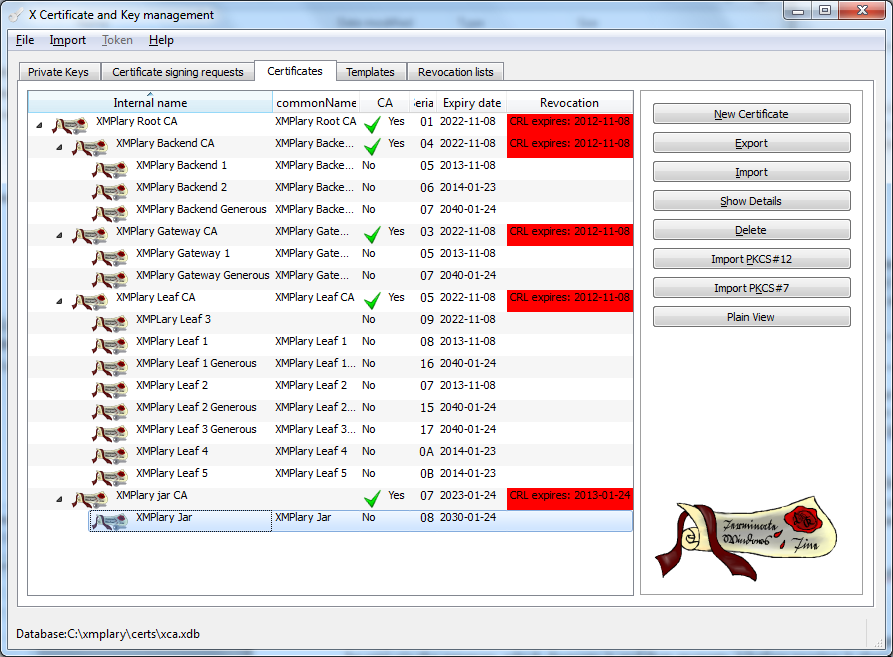 X Certificate and Key management
File Import Token Help
Private Keys Certificate signing requests Certificates Templates Revocation lists
Internal name commonName CA Seria Expiry date Revocation
XMPlary Root CA XMPlary Root CA Yes 01 2022-11-08 CRL expires: 2012-11-08
XMPlary Backend CA XMPlary Backe... Yes 04 2022-11-08 CRL expires: 2012-11-08
XMPlary Backend 1 XMPlary Backe... No 05 2013-11-08
XMPlary Backend 2 XMPlary Backe... No 06 2014-01-23
XMPlary Backend Generous XMPlary Backe... No 07 2040-01-24
XMPlary Gateway CA XMPlary Gate... Yes 03 2022-11-08 CRL expires: 2012-11-08
XMPlary Gateway 1 XMPlary Gate... No 05 2013-11-08
XMPlary Gateway Generous XMPlary Gate... No 07 2040-01-24
XMPlary Leaf CA XMPlary Leaf CA Yes 05 2022-11-08 CRL expires: 2012-11-08
XMPLary Leaf 3 No 09 2022-11-08
XMPlary Leaf 1 XMPlary Leaf 1 No 08 2013-11-08
XMPlary Leaf 1 Generous XMPlary Leaf 1... No 16 2040-01-24
XMPlary Leaf 2 XMPlary Leaf 2 No 07 2013-11-08
XMPlary Leaf 2 Generous XMPlary Leaf 2... No 15 2040-01-24
XMPlary Leaf 3 Generous XMPlary Leaf 3... No 17 2040-01-24
XMPlary Leaf 4 XMPlary Leaf 4 No 0A 2014-01-23
XMPlary Leaf 5 XMPlary Leaf 5 No 0B 2014-01-23
XMPlary jar CA Yes 07 2023-01-24 CRL expires: 2013-01-24
XMPlary Jar XMPlary Jar No 08 2030-01-24
New Certificate
Export
Import
Show Details
Delete
Import PKCS#12
Import PKCS#7
Plain View
Terminate
Windows
Fine
Database:C:\xmplary\certs\xca.xdb